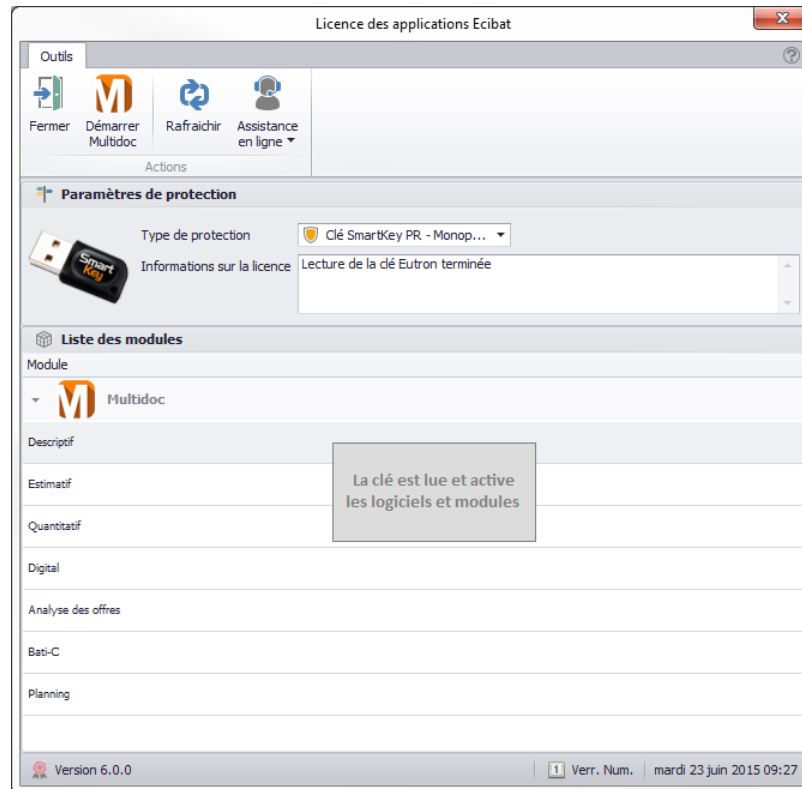 Licence des applications Ecibat
Outils
Fermer
Démarrer
Multidoc
Rafraichir
Assistance
en ligne
Actions
Paramètres de protection
Type de protection
Clé SmartKey PR - Monop...
Smart
Key
Informations sur la licence
Lecture de la clé Eutron terminée
Liste des modules
Module
M
Multidoc
Descriptif
La clé est lue et active
les logiciels et modules
Estimatif
Quantitatif
Digital
Analyse des offres
Bati-C
Planning
Version 6.0.0
1 Verr. Num.
mardi 23 juin 2015 09:27